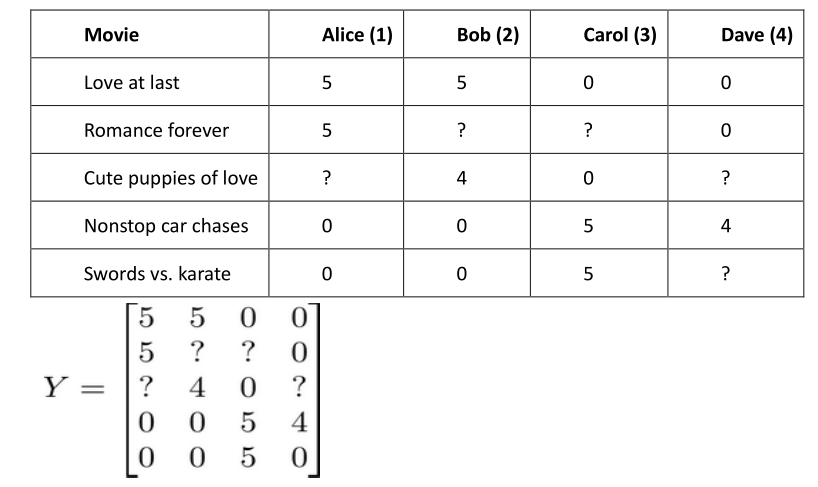 Movie Alice (1) Bob (2) Carol (3) Dave (4)
Love at last 5 5 0 0
Romance forever 5 ? ? 0
Cute puppies of love ? 4 0 ?
Nonstop car chases 0 0 5 4
Swords vs. karate 0 0 5 ?
5 5 0 0
5 ? ? 0
Y = ? 4 0 ?
0 0 5 4
0 0 5 0